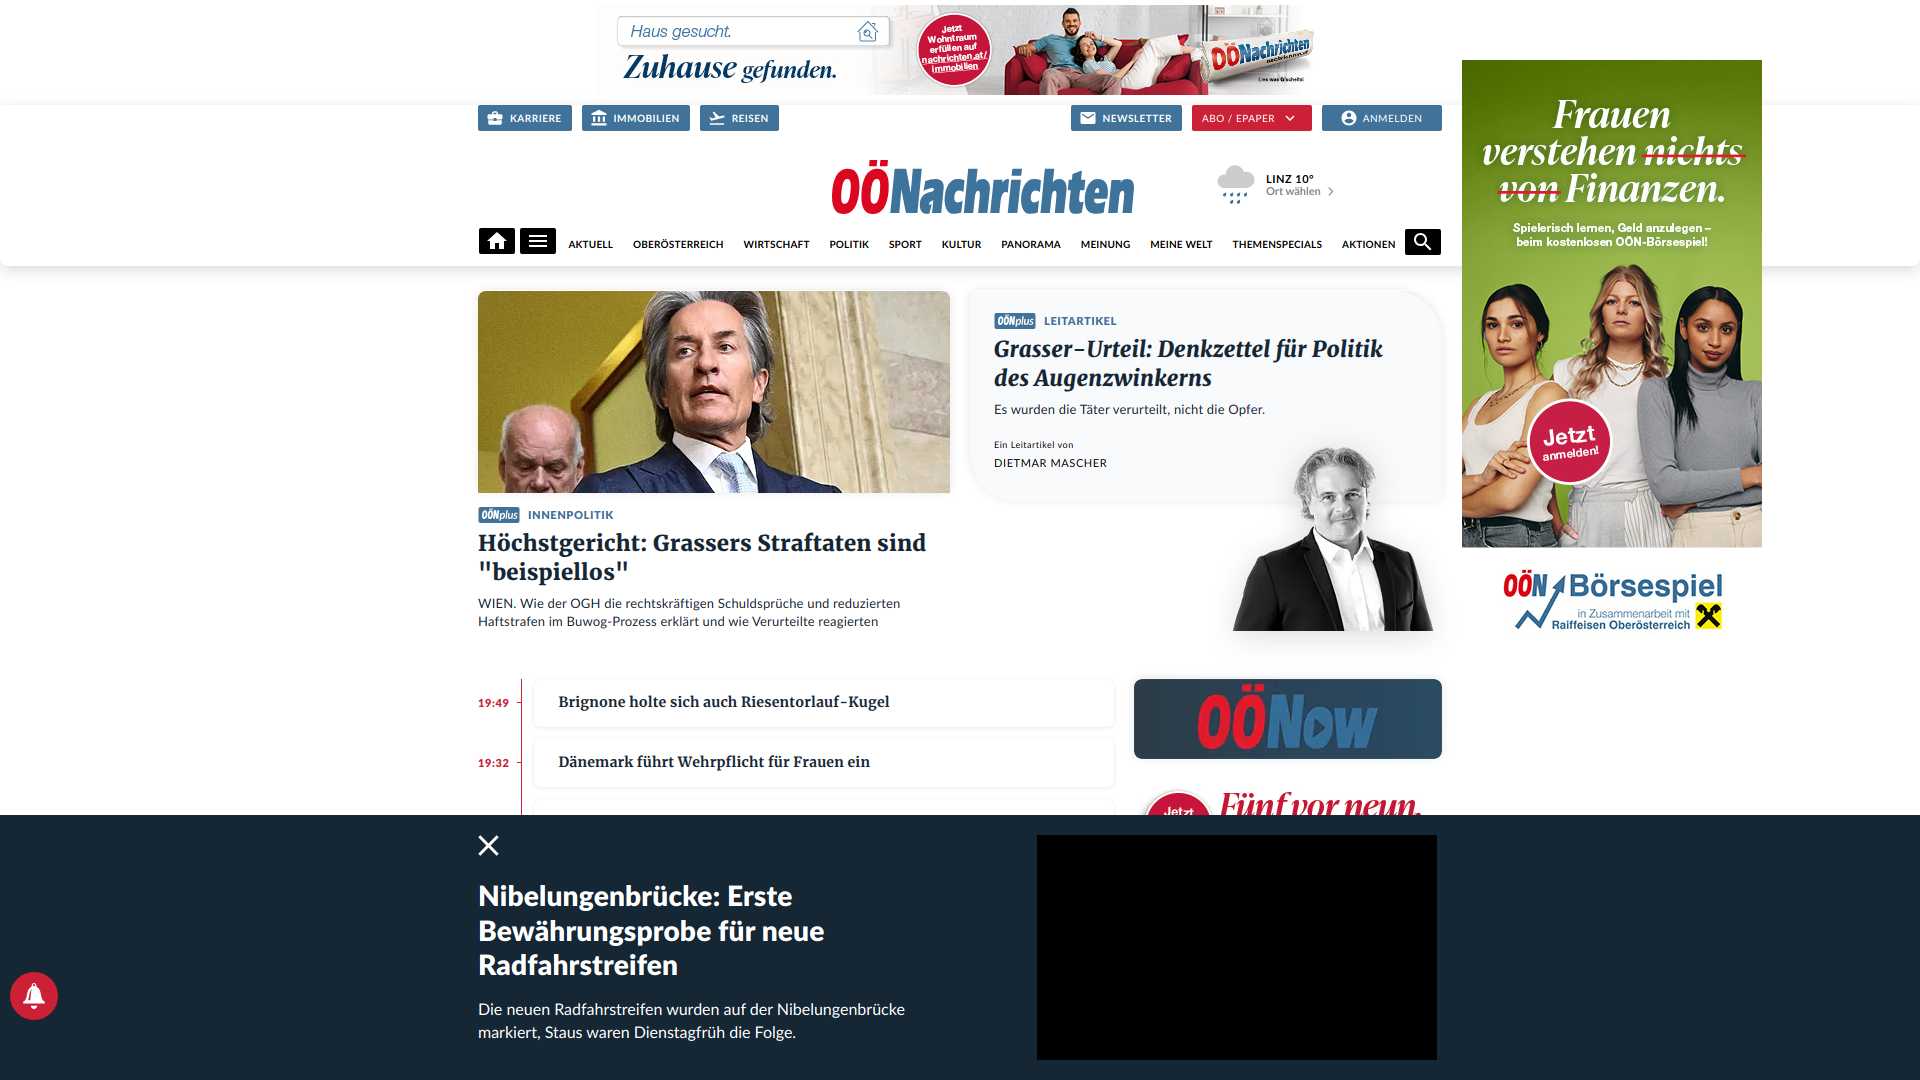 Haus gesucht.
Zuhause gefunden.
Jetzt
Wohntraum
erfüllen auf
nachrichten.at/
immobilien
OÖNachrichten
Lies was G'scheits!
KARRIERE
IMMOBILIEN
REISEN
NEWSLETTER
ABO / EPAPER
ANMELDEN
OÖNachrichten
LINZ 10°
Ort wählen
AKTUELL
OBERÖSTERREICH
WIRTSCHAFT
POLITIK
SPORT
KULTUR
PANORAMA
MEINUNG
MEINE WELT
THEMENSPECIALS
AKTIONEN
Frauen
verstehen nichts
von Finanzen.
Spielerisch lernen, Geld anzulegen –
beim kostenlosen OÖN-Börsespiel!
Jetzt
anmelden!
OÖN Börsespiel
in Zusammenarbeit mit
Raiffeisen Oberösterreich
OÖNplus INNENPOLITIK
Höchstgericht: Grassers Straftaten sind
"beispiellos"
WIEN. Wie der OGH die rechtskräftigen Schuldsprüche und reduzierten
Haftstrafen im Buwog-Prozess erklärt und wie Verurteilte reagierten
OÖNplus LEITARTIKEL
Grasser-Urteil: Denkzettel für Politik
des Augenzwinkerns
Es wurden die Täter verurteilt, nicht die Opfer.
Ein Leitartikel von
DIETMAR MASCHER
19:49 Brignone holte sich auch Riesentorlauf-Kugel
19:32 Dänemark führt Wehrpflicht für Frauen ein
OÖNow
Jetzt
Fünf vor neun.
Nibelungenbrücke: Erste
Bewährungsprobe für neue
Radfahrstreifen
Die neuen Radfahrstreifen wurden auf der Nibelungenbrücke
markiert, Staus waren Dienstagfrüh die Folge.